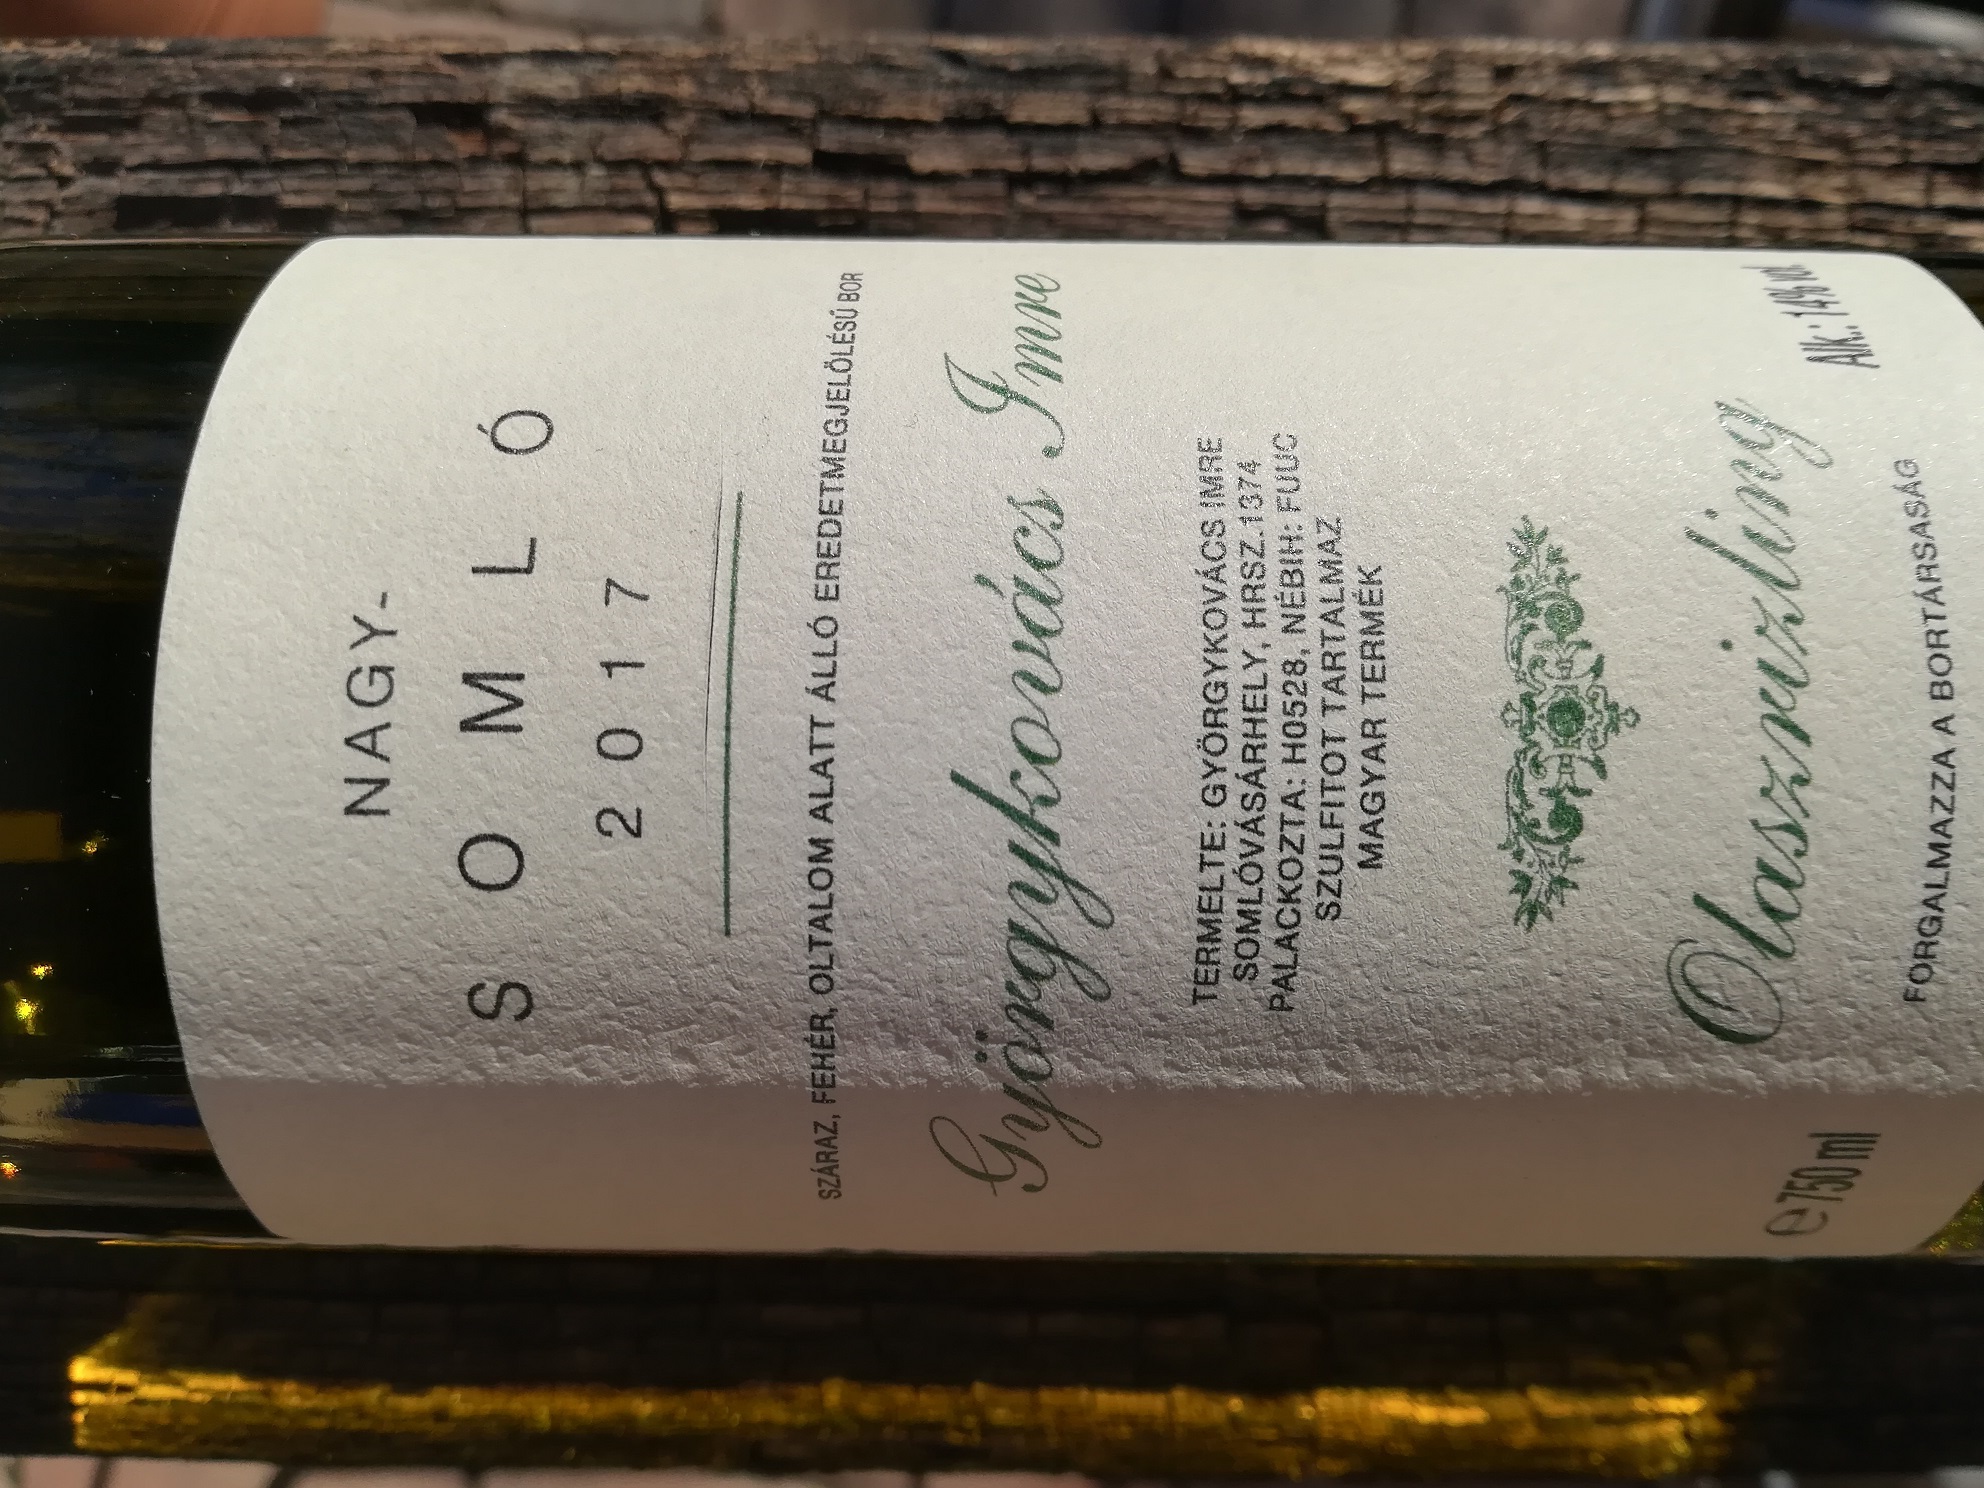 NAGY-
SOMLÓ
2017
SZÁRAZ, FEHÉR, OLTALOM ALATT ÁLLÓ EREDETMEGJELÖLÉSŰ BOR
Györgykovács Imre
TERMELTE: GYÖRGYKOVÁCS IMRE
SOMLÓVÁSÁRHELY, HRSZ.1374
PALACKOZTA: H0528, NÉBIH: FUUC
SZULFITOT TARTALMAZ
MAGYAR TERMÉK
Olaszrizling
e 750 ml Alk.: 14% vol.
FORGALMAZZA A BORTÁRSASÁG